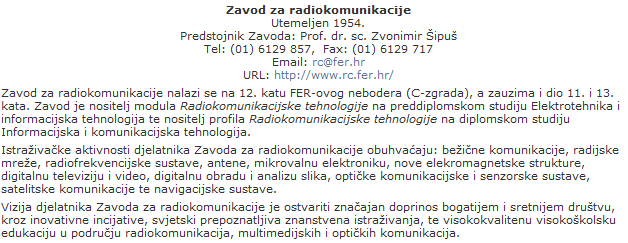 Zavod za radiokomunikacije
Utemeljen 1954.
Predstojnik Zavoda: Prof. dr. sc. Zvonimir Šipuš
Tel: (01) 6129 857,  Fax: (01) 6129 717
Email: rc@fer.hr
URL: http://www.rc.fer.hr/
Zavod za radiokomunikacije nalazi se na 12. katu FER-ovog nebodera (C-zgrada), a zauzima i dio 11. i 13.
kata. Zavod je nositelj modula Radiokomunikacijske tehnologije na preddiplomskom studiju Elektrotehnika i
informacijska tehnologija te nositelj profila Radiokomunikacijske tehnologije na diplomskom studiju
Informacijska i komunikacijska tehnologija.
Istraživačke aktivnosti djelatnika Zavoda za radiokomunikacije obuhvaćaju: bežične komunikacije, radijske
mreže, radiofrekvencijske sustave, antene, mikrovalnu elektroniku, nove elekromagnetske strukture,
digitalnu televiziju i video, digitalnu obradu i analizu slika, optičke komunikacijske i senzorske sustave,
satelitske komunikacije te navigacijske sustave.
Vizija djelatnika Zavoda za radiokomunikacije je ostvariti značajan doprinos bogatijem i sretnijem društvu,
kroz inovativne incijative, svjetski prepoznatljiva znanstvena istraživanja, te visokokvalitenu visokoškolsku
edukaciju u području radiokomunikacija, multimedijskih i optičkih komunikacija.